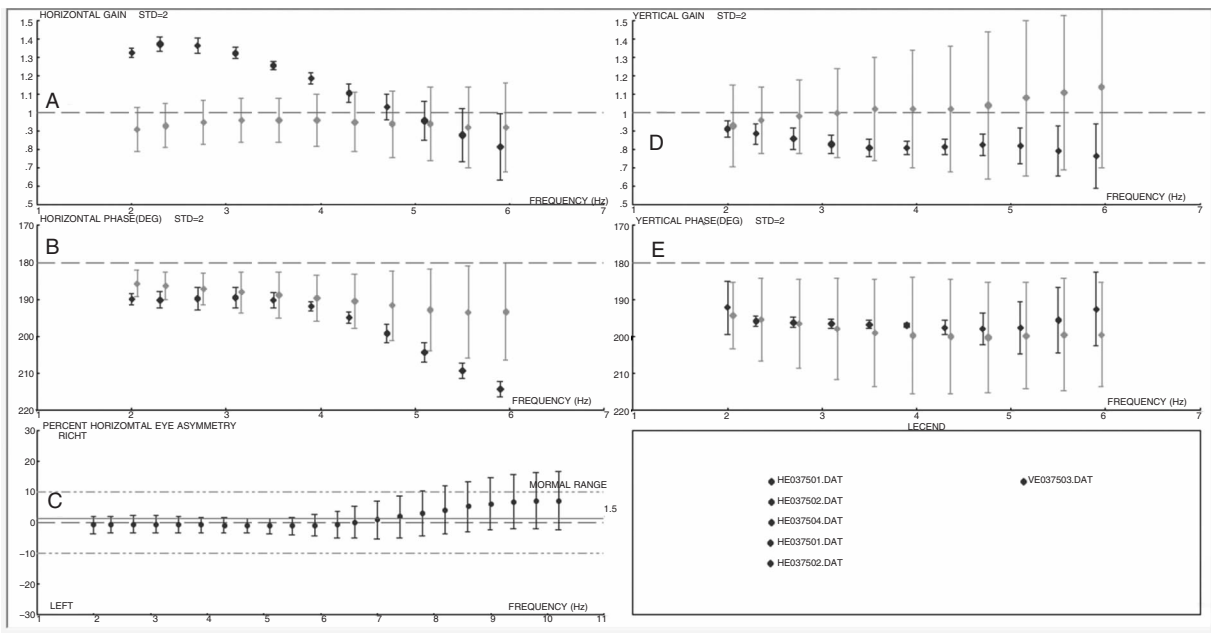 HORIZONTAL GAIN STD=2
1.5
1.4
1.3
1.2
1.1
1
.9
.8
.7
.6
.5
A
FREQUENCY (Hz)
1 2 3 4 5 6 7
YERTICAL GAIN STD=2
1.5
1.4
1.3
1.2
1.1
1
.3
.8
.7
.6
.5
D
FREQUENCY (Hz)
1 2 3 4 5 6 7
HORIZONTAL PHASE(DEG) STD=2
170
180
190
200
210
220
B
FREQUENCY (Hz)
1 2 3 4 5 6 7
YERTICAL PHASE(DEG) STD=2
170
180
190
200
210
220
E
FREQUENCY (Hz)
1 2 3 4 5 6 7
PERCENT HORIZOMTAL EYE ASYMMETRY
RICHT
30
20
10
0
−10
−20
−30
C
MORMAL RANGE
1.5
LEFT
FREQUENCY (Hz)
1 2 3 4 5 6 7 8 9 10 11
LECEND
HE037501.DAT
VE037503.DAT
HE037502.DAT
HE037504.DAT
HE037501.DAT
HE037502.DAT